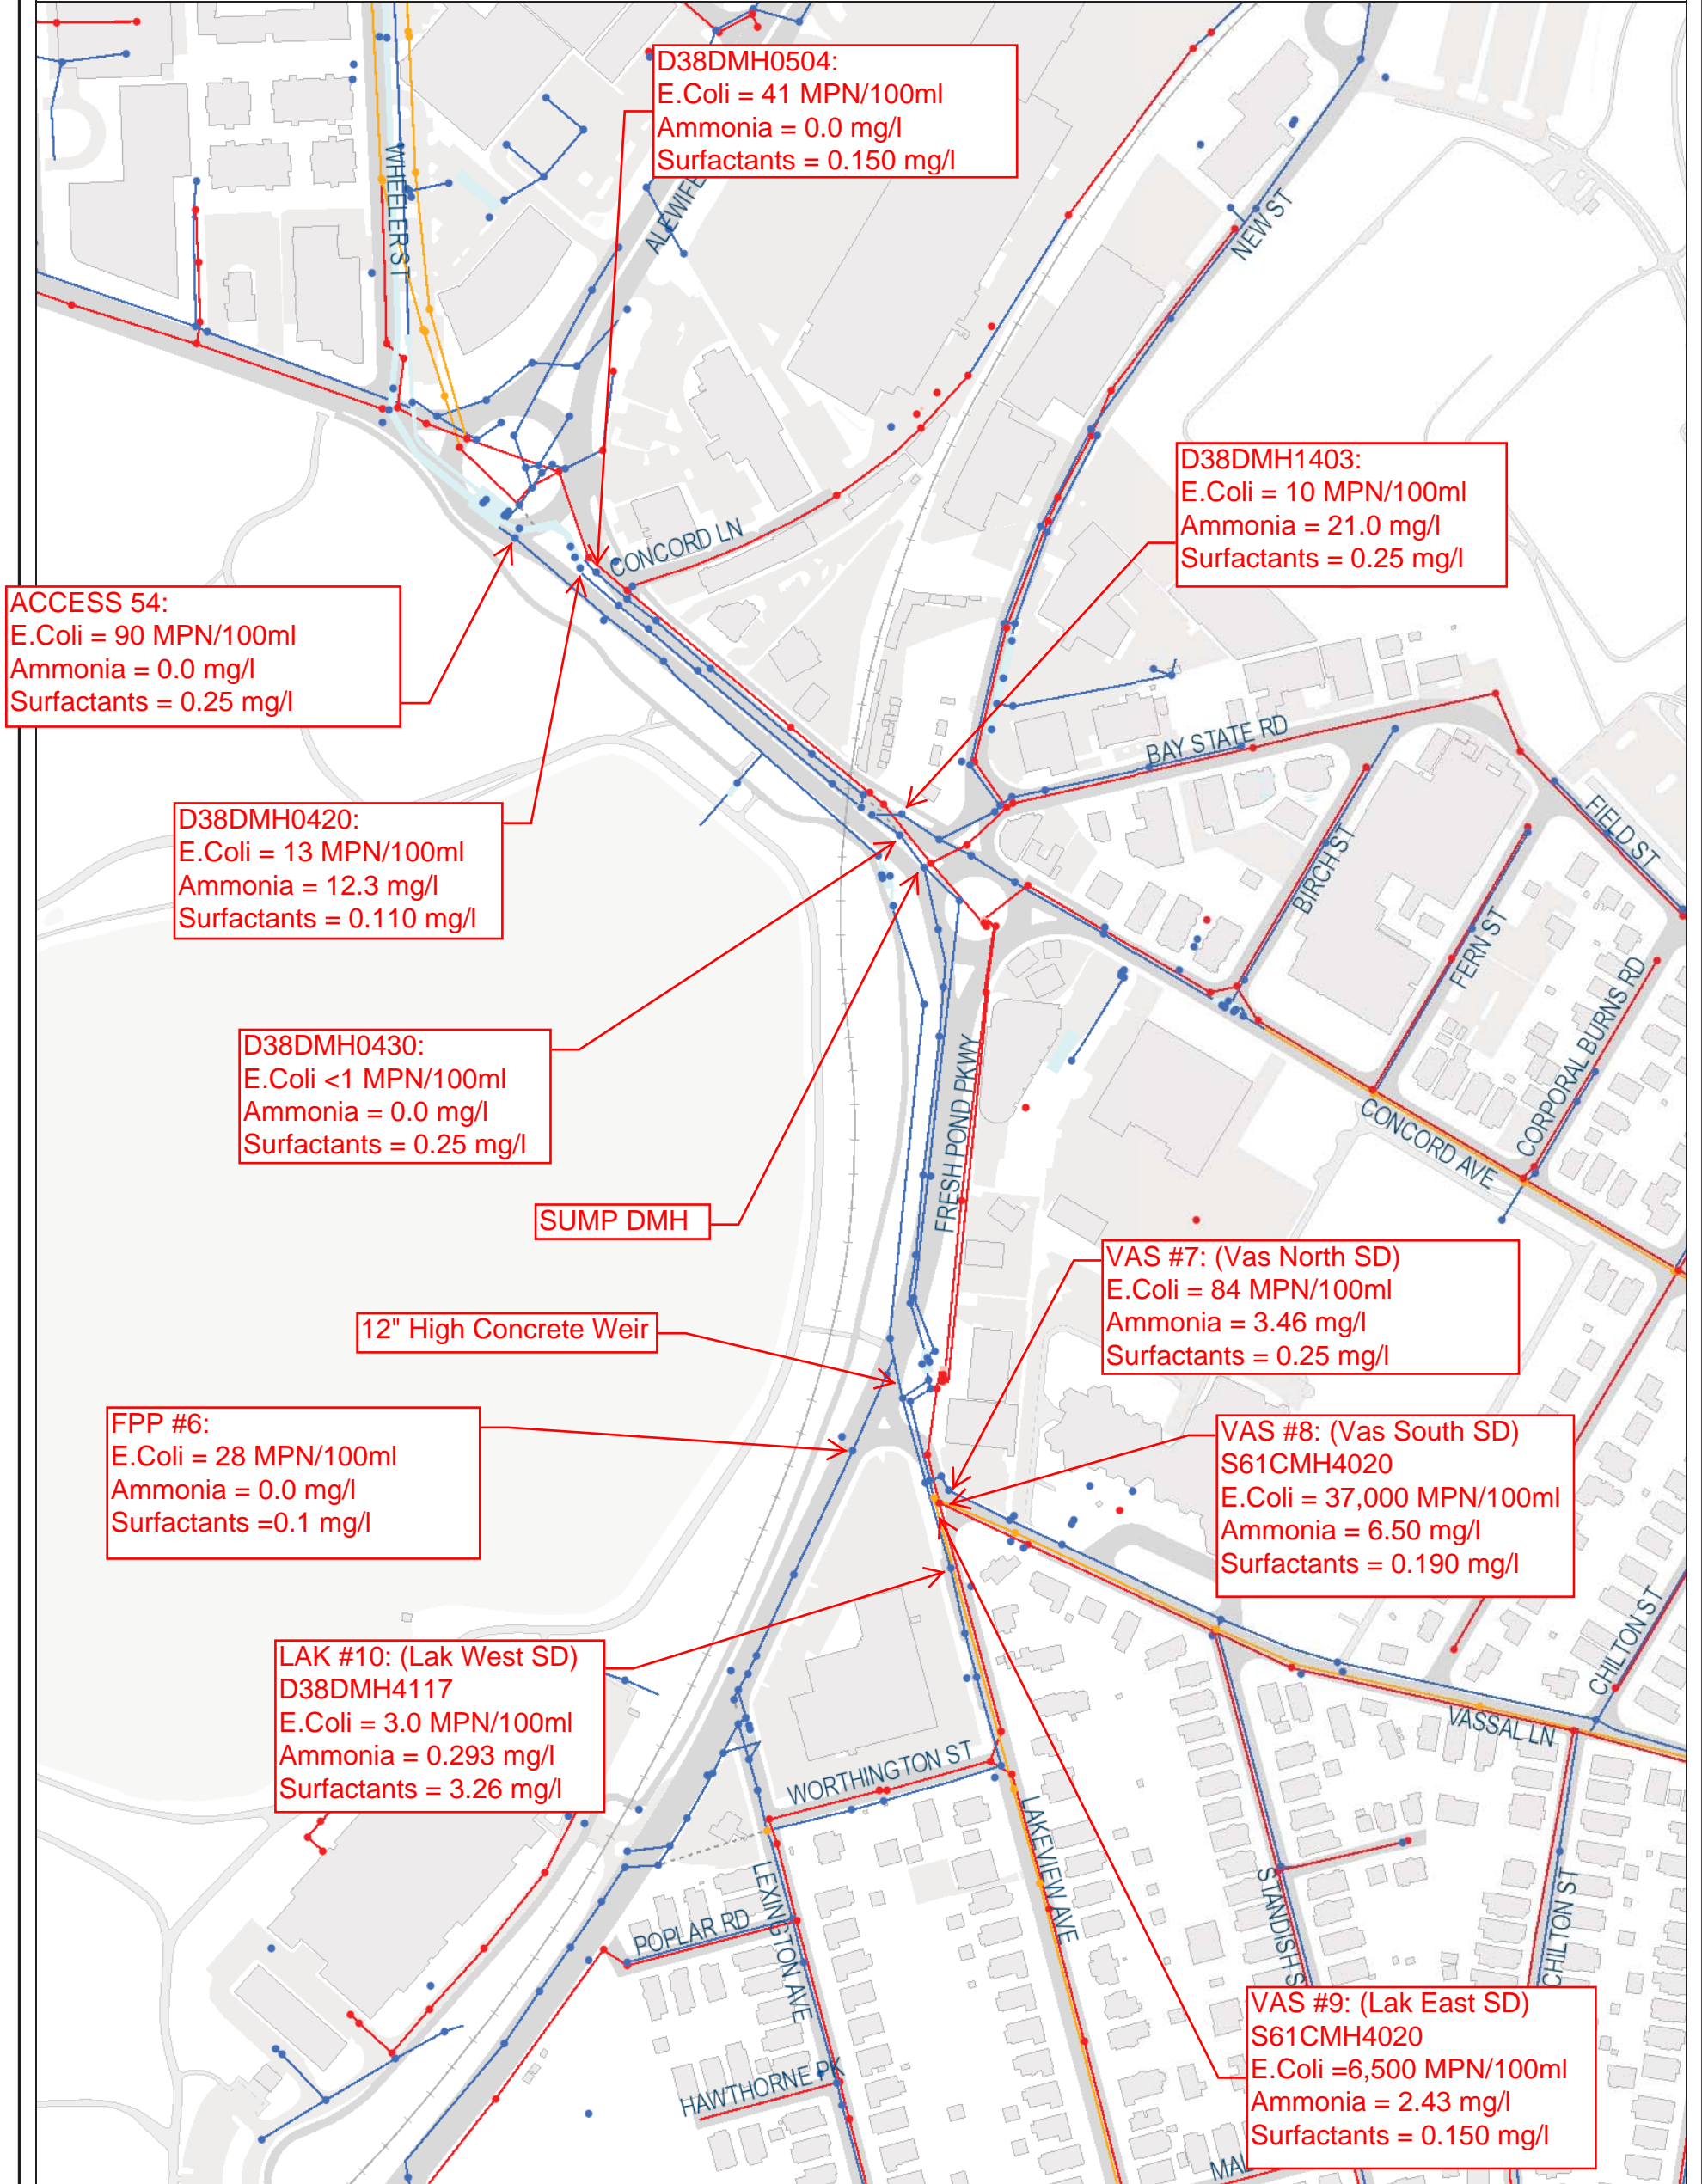 D38DMH0504:
E.Coli = 41 MPN/100ml
Ammonia = 0.0 mg/l
Surfactants = 0.150 mg/l
WHEELER ST
ALEWIFE
NEW ST
D38DMH1403:
E.Coli = 10 MPN/100ml
Ammonia = 21.0 mg/l
Surfactants = 0.25 mg/l
CONCORD LN
ACCESS 54:
E.Coli = 90 MPN/100ml
Ammonia = 0.0 mg/l
Surfactants = 0.25 mg/l
BAY STATE RD
D38DMH0420:
E.Coli = 13 MPN/100ml
Ammonia = 12.3 mg/l
Surfactants = 0.110 mg/l
FIELD ST
BIRCH ST
FERN ST
CORPORAL BURNS RD
D38DMH0430:
E.Coli <1 MPN/100ml
Ammonia = 0.0 mg/l
Surfactants = 0.25 mg/l
FRESH POND PKWY
CONCORD AVE
SUMP DMH
VAS #7: (Vas North SD)
E.Coli = 84 MPN/100ml
Ammonia = 3.46 mg/l
Surfactants = 0.25 mg/l
12" High Concrete Weir
FPP #6:
E.Coli = 28 MPN/100ml
Ammonia = 0.0 mg/l
Surfactants =0.1 mg/l
VAS #8: (Vas South SD)
S61CMH4020
E.Coli = 37,000 MPN/100ml
Ammonia = 6.50 mg/l
Surfactants = 0.190 mg/l
CHILTON ST
LAK #10: (Lak West SD)
D38DMH4117
E.Coli = 3.0 MPN/100ml
Ammonia = 0.293 mg/l
Surfactants = 3.26 mg/l
VASSAL LN
WORTHINGTON ST
LAKEVIEW AVE
LEXINGTON AVE
POPLAR RD
STANDISH S
CHILTON ST
HAWTHORNE PK
VAS #9: (Lak East SD)
S61CMH4020
E.Coli =6,500 MPN/100ml
Ammonia = 2.43 mg/l
Surfactants = 0.150 mg/l